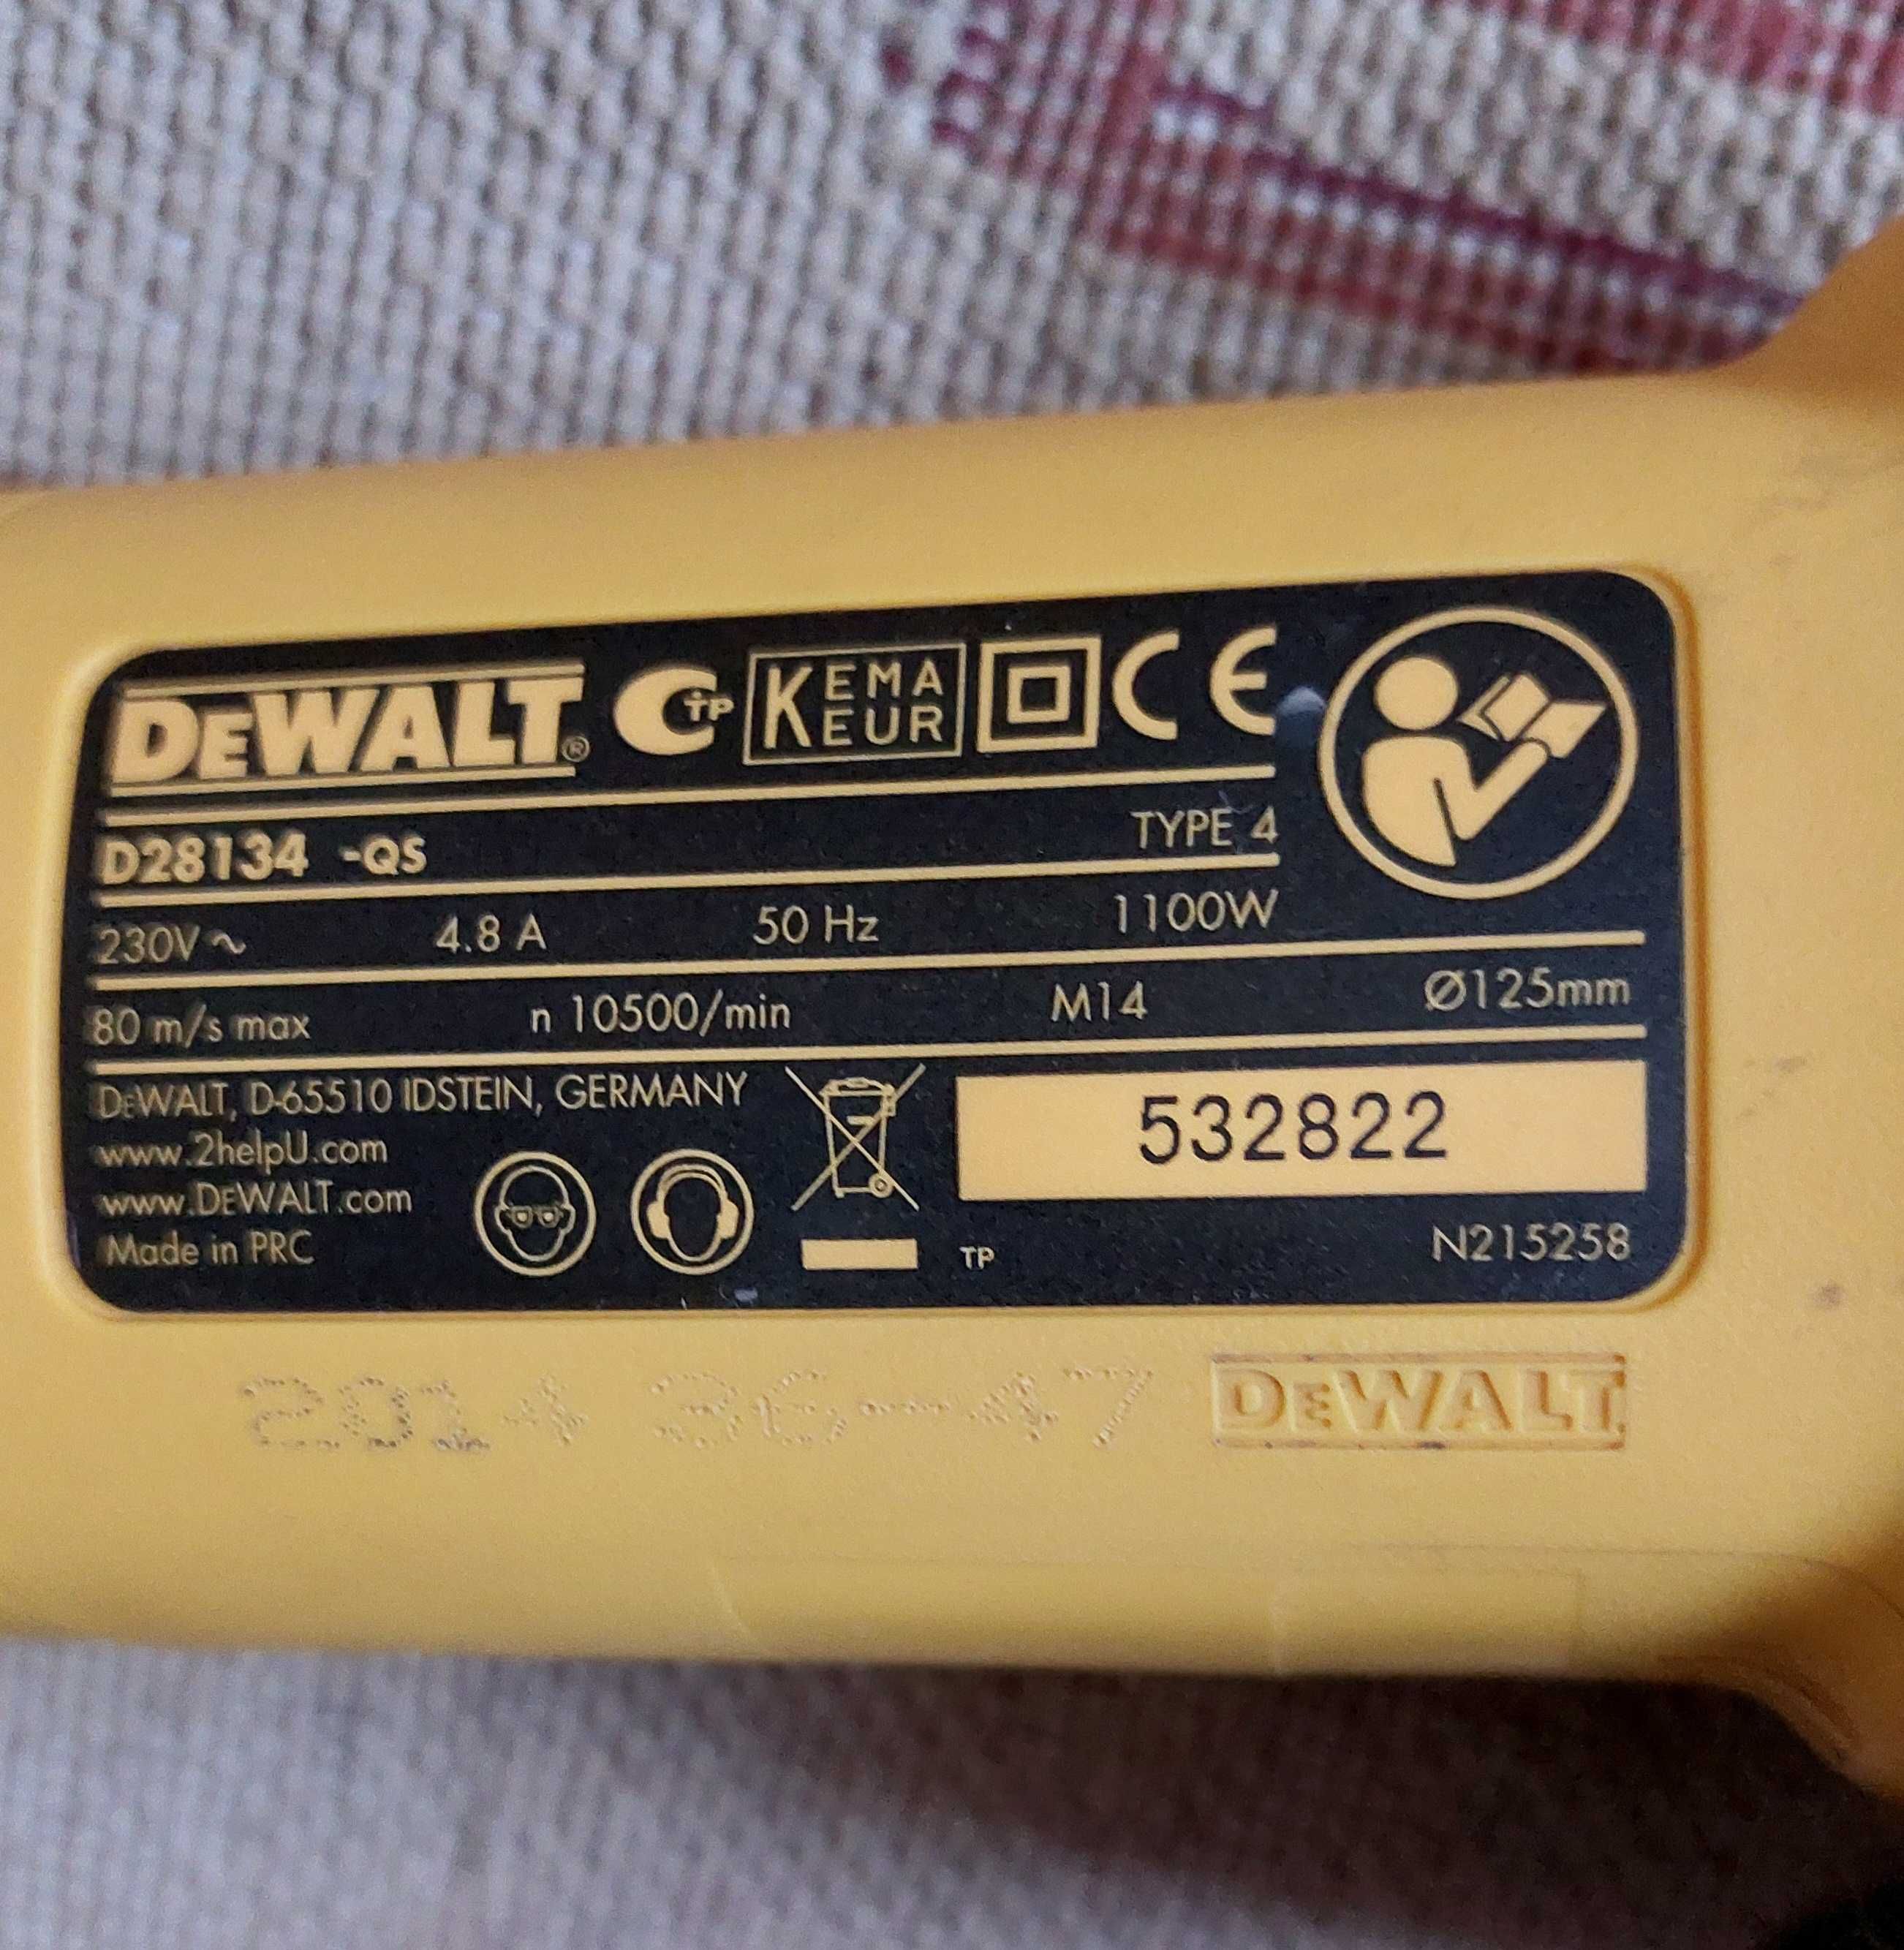 DEWALT® C TP KEMA KEUR CE
D28134 -QS TYPE 4
230V ~ 4.8 A 50 Hz 1100W
80 m/s max n 10500/min M14 Ø125mm
DEWALT, D-65510 IDSTEIN, GERMANY
www.2helpU.com
www.DEWALT.com
Made in PRC
532822
TP N215258
2014 36-47 DEWALT